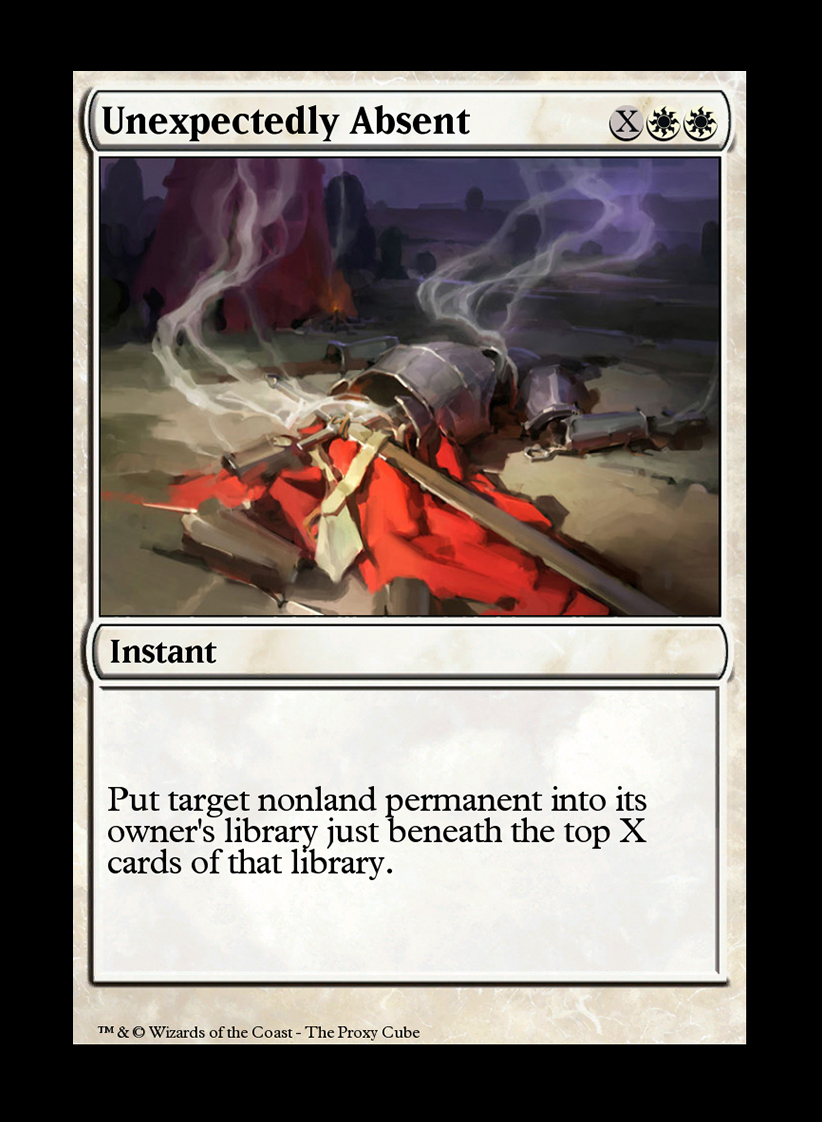 Unexpectedly Absent X
Instant
Put target nonland permanent into its
owner's library just beneath the top X
cards of that library.
™ & © Wizards of the Coast - The Proxy Cube